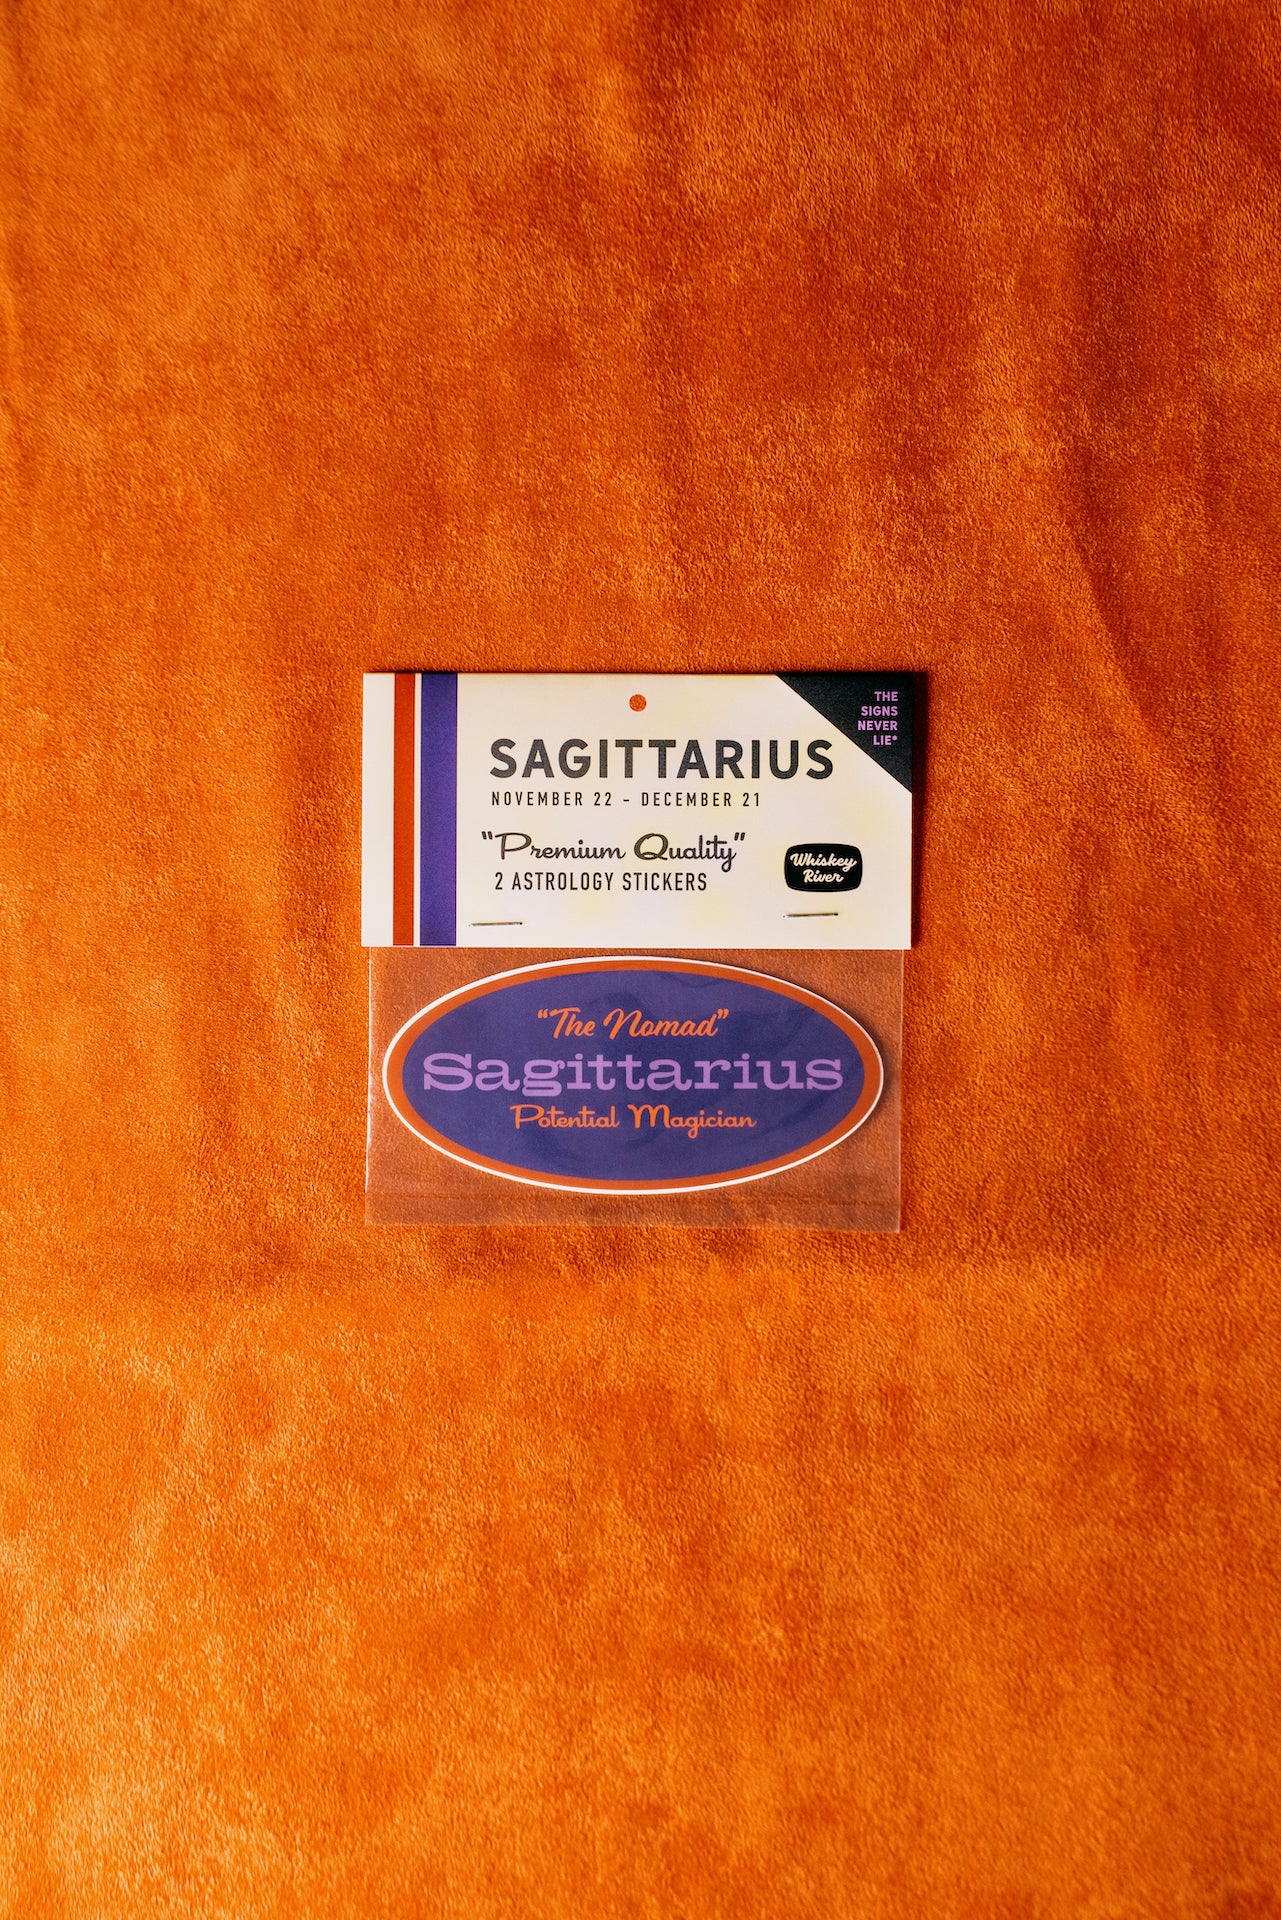 THE
SIGNS
NEVER
LIE*
SAGITTARIUS
NOVEMBER 22 - DECEMBER 21
"Premium Quality"
2 ASTROLOGY STICKERS
Whiskey
River
"The Nomad"
Sagittarius
Potential Magician